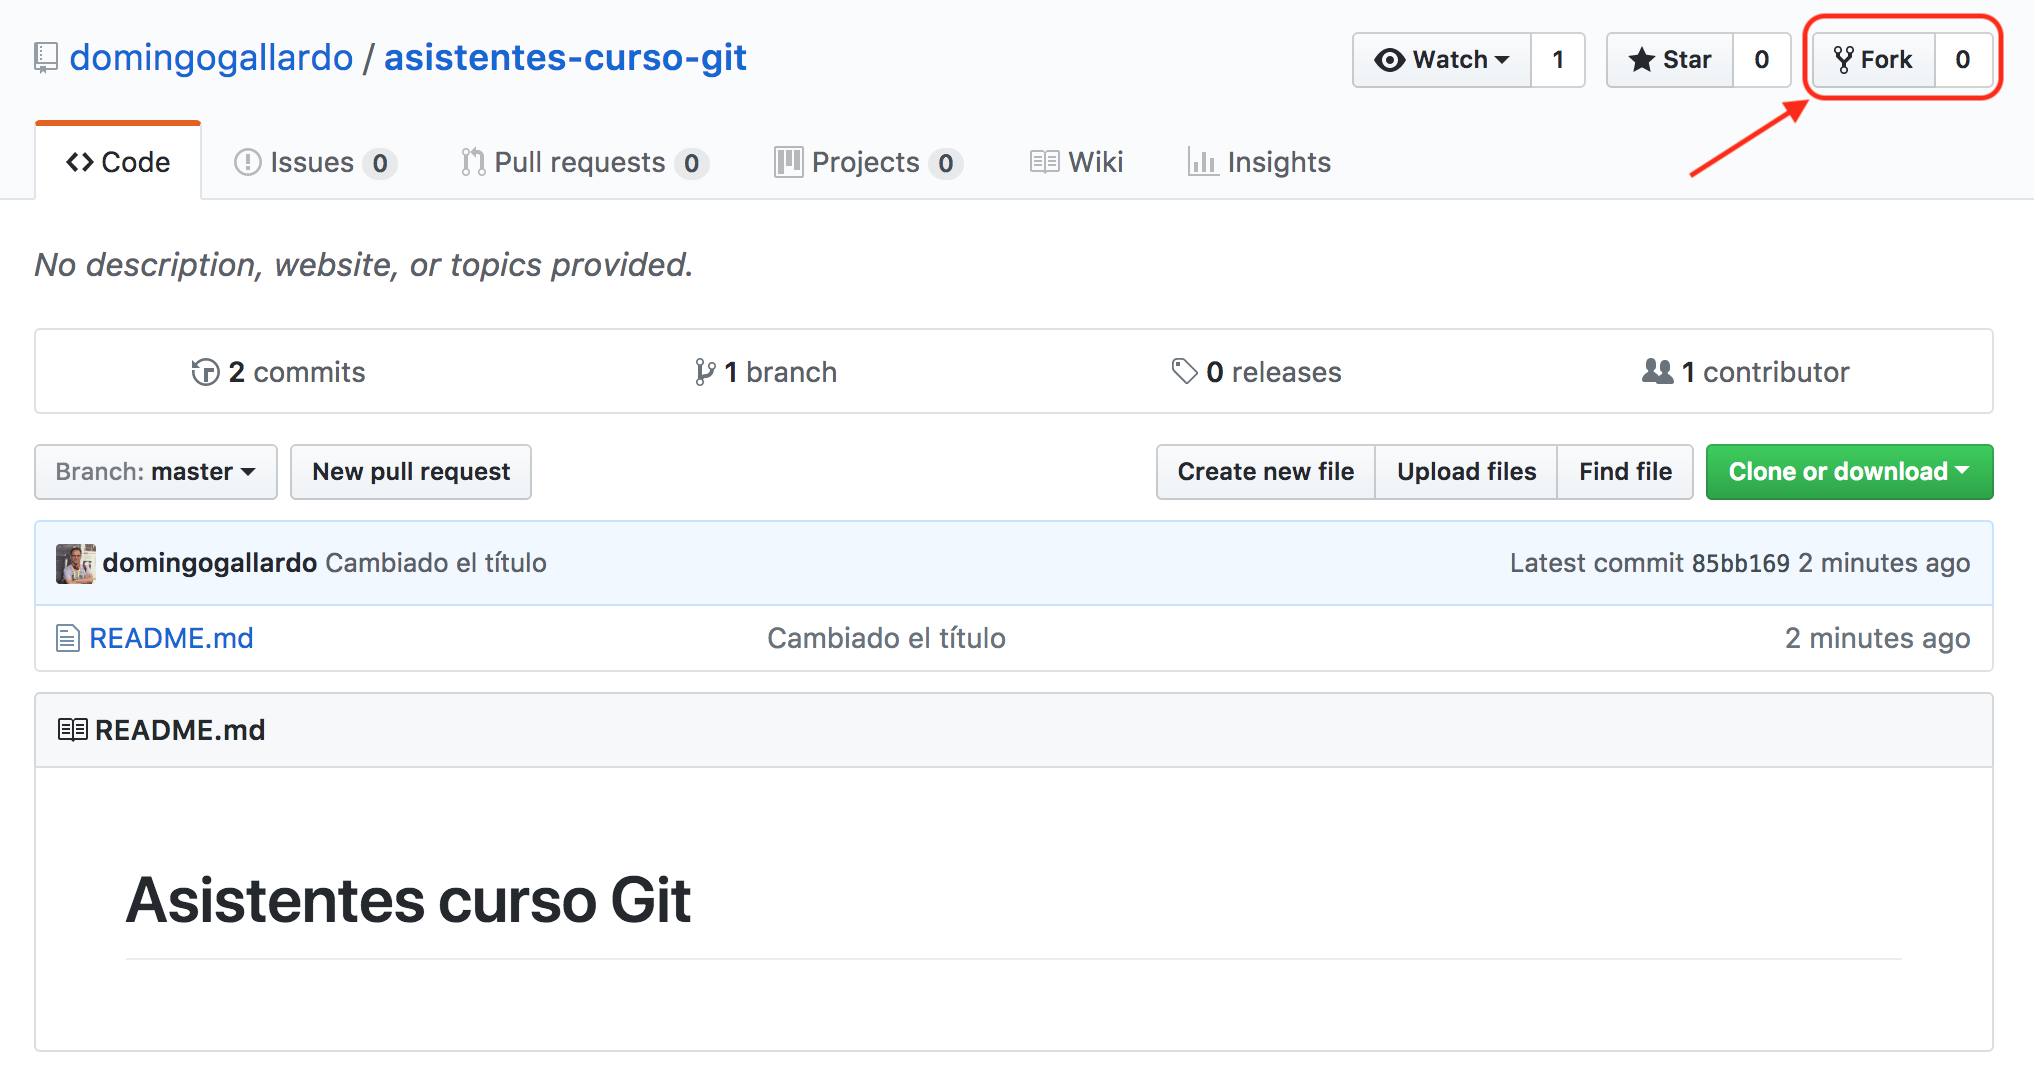 domingogallardo / asistentes-curso-git Watch 1 Star 0 Fork 0
Code Issues 0 Pull requests 0 Projects 0 Wiki Insights
No description, website, or topics provided.
2 commits 1 branch 0 releases 1 contributor
Branch: master New pull request Create new file Upload files Find file Clone or download
domingogallardo Cambiado el título Latest commit 85bb169 2 minutes ago
README.md Cambiado el título 2 minutes ago
README.md
Asistentes curso Git